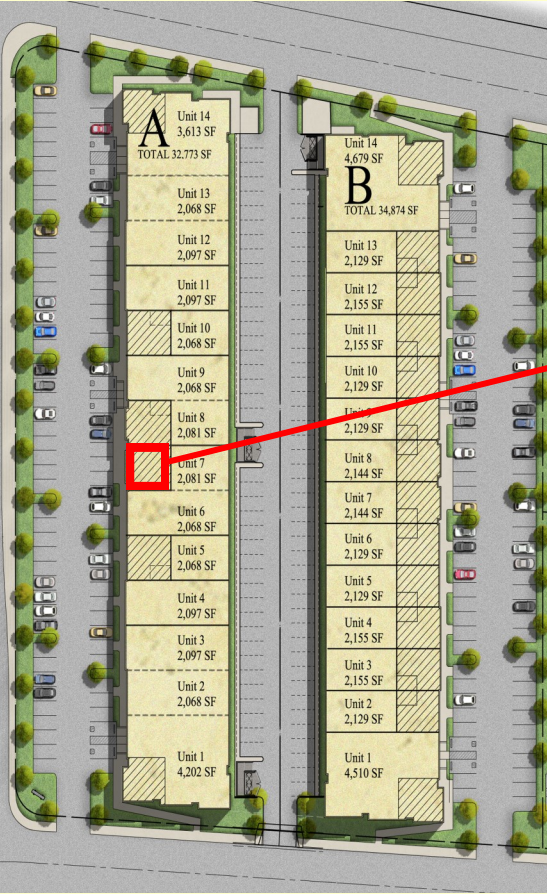 Unit 14
3,613 SF
A
TOTAL 32.773 SF
Unit 13
2,068 SF
Unit 12
2,097 SF
Unit 11
2,097 SF
Unit 10
2,068 SF
Unit 9
2,068 SF
Unit 8
2,081 SF
Unit 7
2,081 SF
Unit 6
2,068 SF
Unit 5
2,068 SF
Unit 4
2,097 SF
Unit 3
2,097 SF
Unit 2
2,068 SF
Unit 1
4,202 SF
Unit 14
4,679 SF
B
TOTAL 34,874 SF
Unit 13
2,129 SF
Unit 12
2,155 SF
Unit 11
2,155 SF
Unit 10
2,129 SF
Unit 9
2,129 SF
Unit 8
2,144 SF
Unit 7
2,144 SF
Unit 6
2,129 SF
Unit 5
2,129 SF
Unit 4
2,155 SF
Unit 3
2,155 SF
Unit 2
2,129 SF
Unit 1
4,510 SF